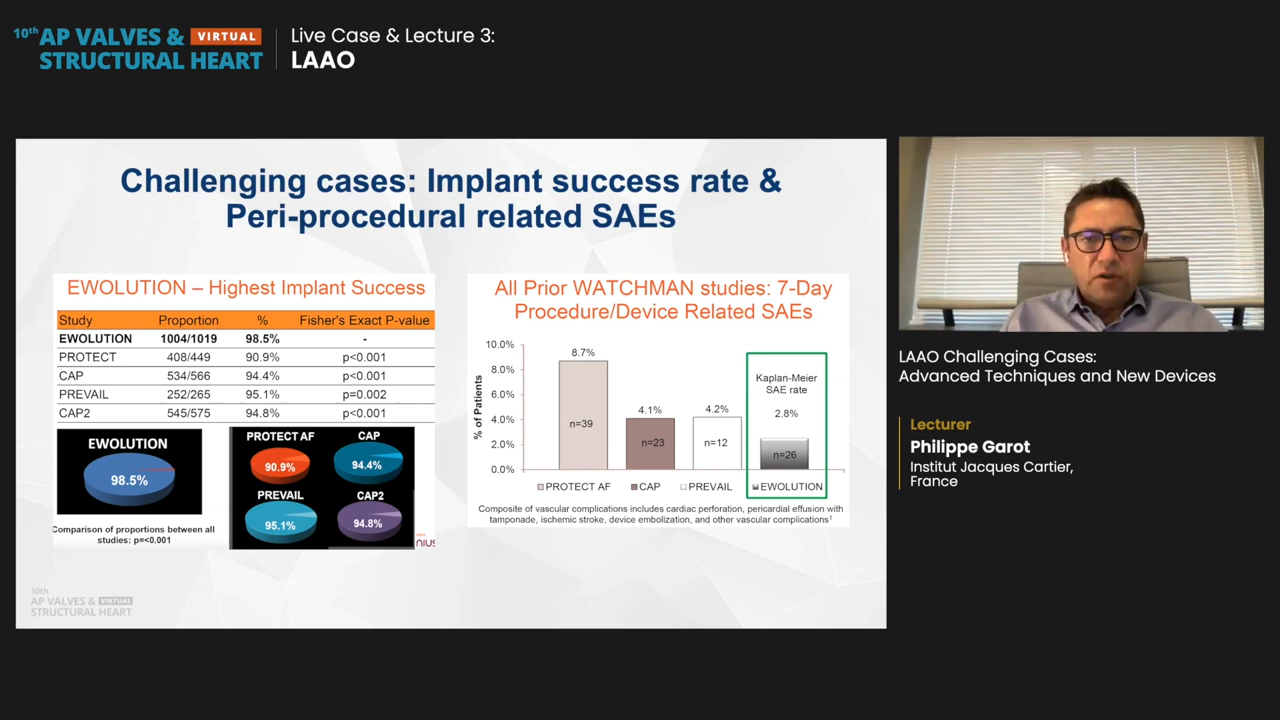 10th AP VALVES & VIRTUAL
STRUCTURAL HEART
Live Case & Lecture 3:
LAAO
Challenging cases: Implant success rate &
Peri-procedural related SAEs
EWOLUTION – Highest Implant Success
Study Proportion % Fisher's Exact P-value
EWOLUTION 1004/1019 98.5% -
PROTECT 408/449 90.9% p<0.001
CAP 534/566 94.4% p<0.001
PREVAIL 252/265 95.1% p=0.002
CAP2 545/575 94.8% p<0.001
EWOLUTION
98.5%
PROTECT AF CAP
90.9% 94.4%
PREVAIL CAP2
95.1% 94.8%
Comparison of proportions between all
studies: p=<0.001
NIUS
All Prior WATCHMAN studies: 7-Day
Procedure/Device Related SAEs
% of Patients
10.0%
8.0%
6.0%
4.0%
2.0%
0.0%
8.7%
n=39
4.1%
n=23
4.2%
n=12
Kaplan-Meier
SAE rate
2.8%
n=26
PROTECT AF CAP PREVAIL EWOLUTION
Composite of vascular complications includes cardiac perforation, pericardial effusion with
tamponade, ischemic stroke, device embolization, and other vascular complications1
10th
AP VALVES & VIRTUAL
STRUCTURAL HEART
LAAO Challenging Cases:
Advanced Techniques and New Devices
Lecturer
Philippe Garot
Institut Jacques Cartier,
France